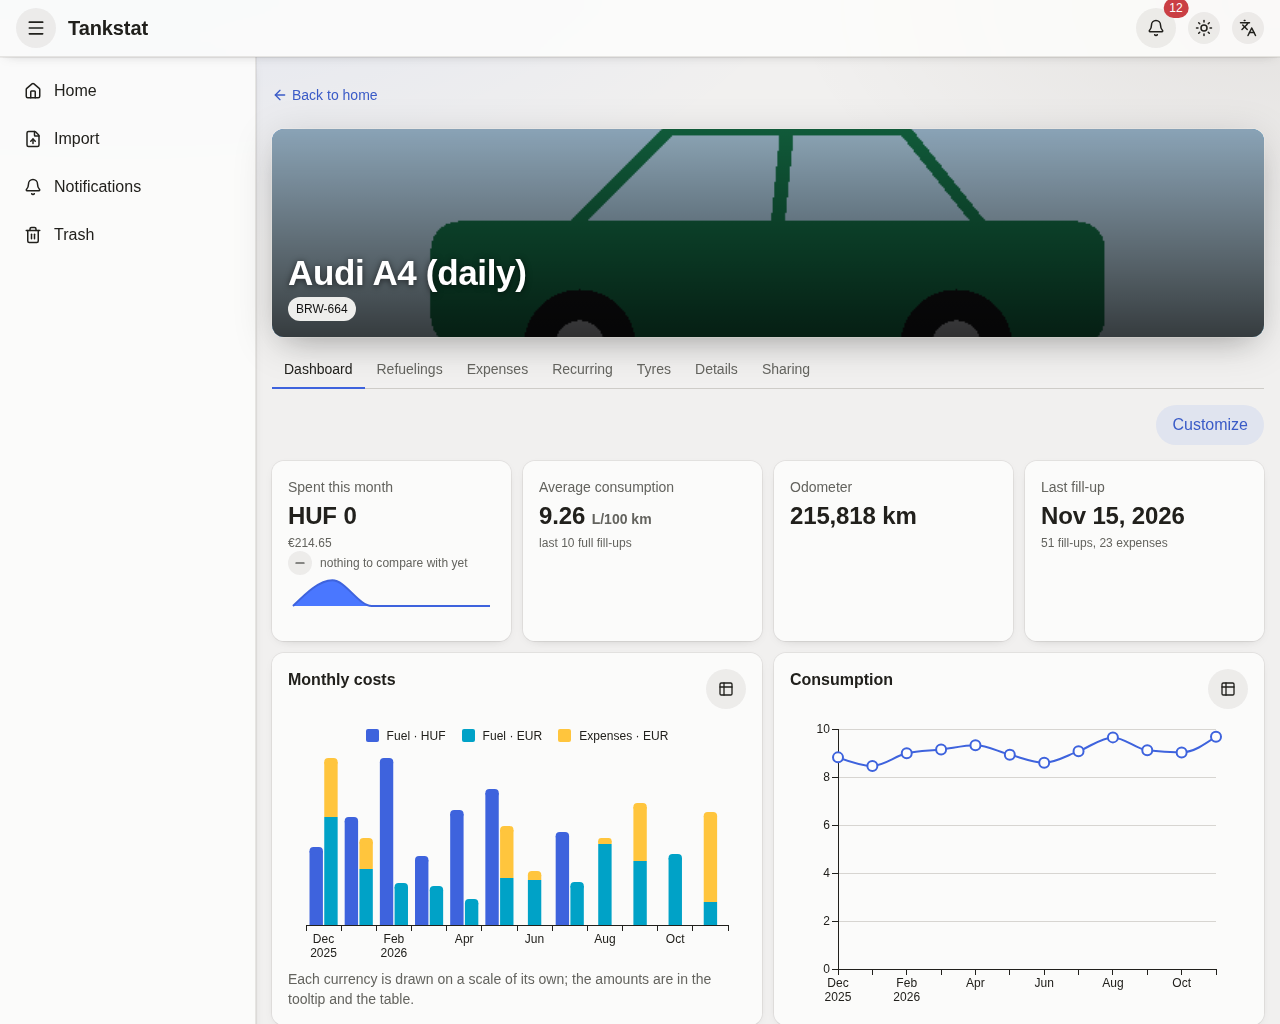 Tankstat
12
Home
Import
Notifications
Trash
Back to home
Audi A4 (daily)
BRW-664
Dashboard
Refuelings
Expenses
Recurring
Tyres
Details
Sharing
Customize
Spent this month
HUF 0
€214.65
nothing to compare with yet
Average consumption
9.26 L/100 km
last 10 full fill-ups
Odometer
215,818 km
Last fill-up
Nov 15, 2026
51 fill-ups, 23 expenses
Monthly costs
Fuel · HUF
Fuel · EUR
Expenses · EUR
Dec Feb Apr Jun Aug Oct
2025 2026
Each currency is drawn on a scale of its own; the amounts are in the
tooltip and the table.
Consumption
10
8
6
4
2
0
Dec Feb Apr Jun Aug Oct
2025 2026